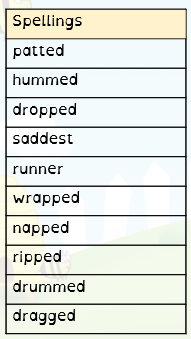 Spellings
patted
hummed
dropped
saddest
runner
wrapped
napped
ripped
drummed
dragged